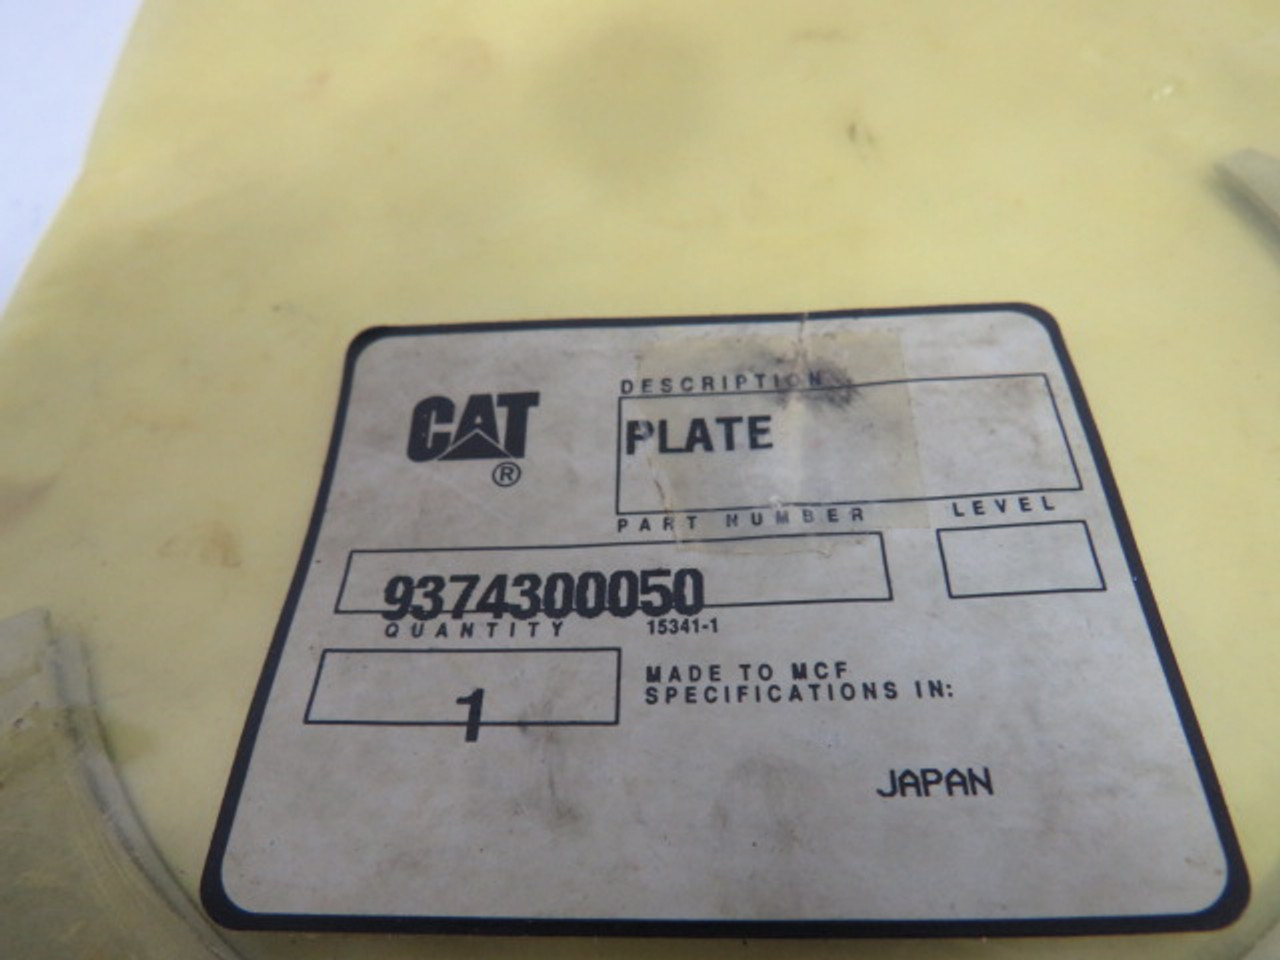 CAT
®
DESCRIPTION
PLATE
PART NUMBER
LEVEL
9374300050
QUANTITY
15341-1
1
MADE TO MCF
SPECIFICATIONS IN:
JAPAN